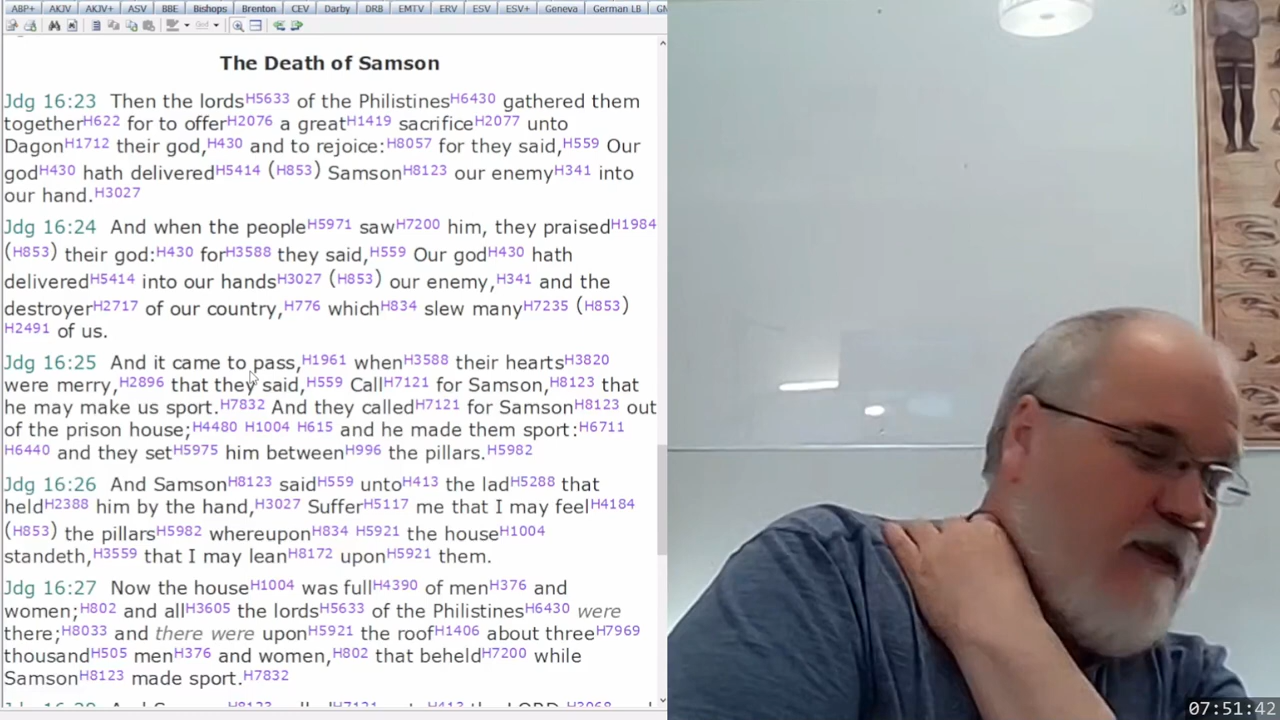 ABP+ AKJV AKJV+ ASV BBE Bishops Brenton CEV Darby DRB EMTV ERV ESV ESV+ Geneva German LB
The Death of Samson
Jdg 16:23 Then the lordsH5633 of the PhilistinesH6430 gathered them
togetherH622 for to offerH2076 a greatH1419 sacrificeH2077 unto
DagonH1712 their god,H430 and to rejoice:H8057 for they said,H559 Our
godH430 hath deliveredH5414 (H853) SamsonH8123 our enemyH341 into
our hand.H3027
Jdg 16:24 And when the peopleH5971 sawH7200 him, they praisedH1984
(H853) their god:H430 forH3588 they said,H559 Our godH430 hath
deliveredH5414 into our handsH3027 (H853) our enemy,H341 and the
destroyerH2717 of our country,H776 whichH834 slew manyH7235 (H853)
H2491 of us.
Jdg 16:25 And it came to pass,H1961 whenH3588 their heartsH3820
were merry,H2896 that they said,H559 CallH7121 for Samson,H8123 that
he may make us sport.H7832 And they calledH7121 for SamsonH8123 out
of the prison house;H4480 H1004 H615 and he made them sport:H6711
H6440 and they setH5975 him betweenH996 the pillars.H5982
Jdg 16:26 And SamsonH8123 saidH559 untoH413 the ladH5288 that
heldH2388 him by the hand,H3027 SufferH5117 me that I may feelH4184
(H853) the pillarsH5982 whereuponH834 H5921 the houseH1004
standeth,H3559 that I may leanH8172 uponH5921 them.
Jdg 16:27 Now the houseH1004 was fullH4390 of menH376 and
women;H802 and allH3605 the lordsH5633 of the PhilistinesH6430 were
there;H8033 and there were uponH5921 the roofH1406 about threeH7969
thousandH505 menH376 and women,H802 that beheldH7200 while
SamsonH8123 made sport.H7832
07:51:42